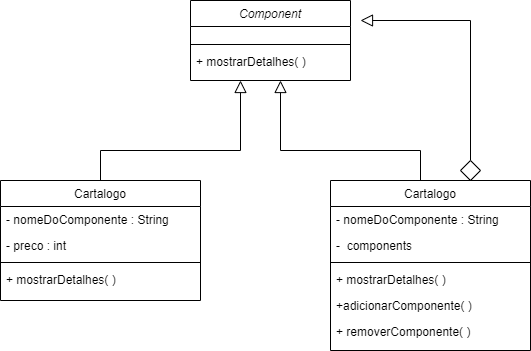 Component
+ mostrarDetalhes( )
Cartalogo
- nomeDoComponente : String
- preco : int
+ mostrarDetalhes( )
Cartalogo
- nomeDoComponente : String
- components
+ mostrarDetalhes( )
+adicionarComponente( )
+ removerComponente( )